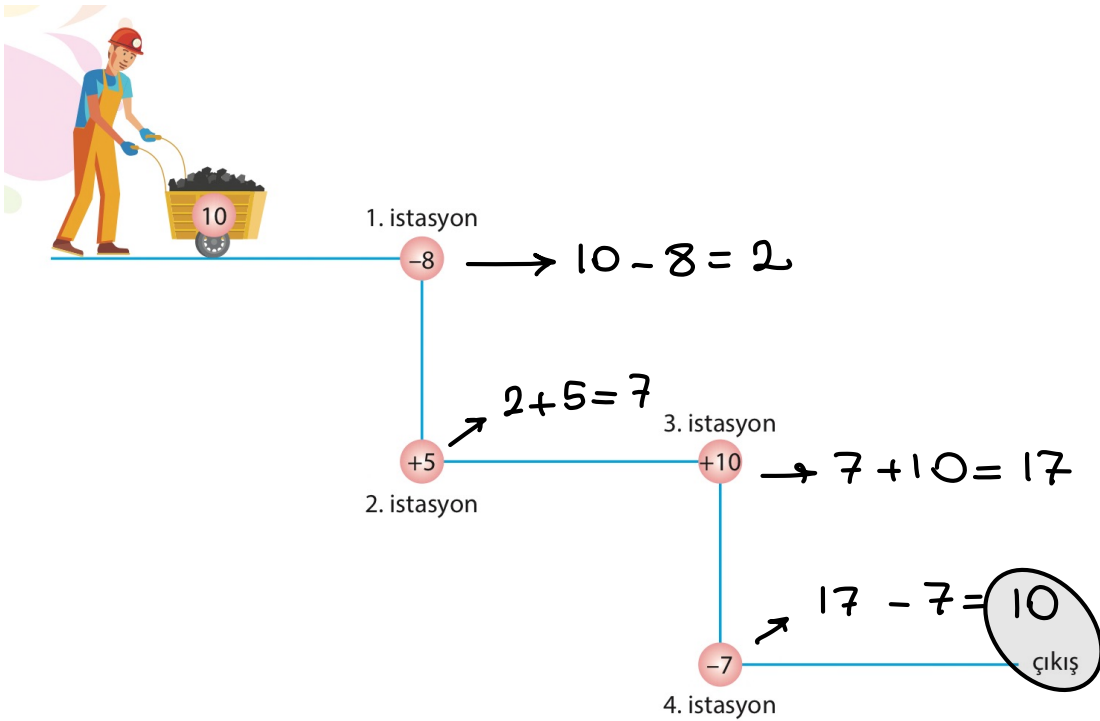 10
1. istasyon
–8 → 10 - 8 = 2
2 + 5 = 7
3. istasyon
+5
+10 → 7 + 10 = 17
2. istasyon
17 - 7 = 10
–7
çıkış
4. istasyon